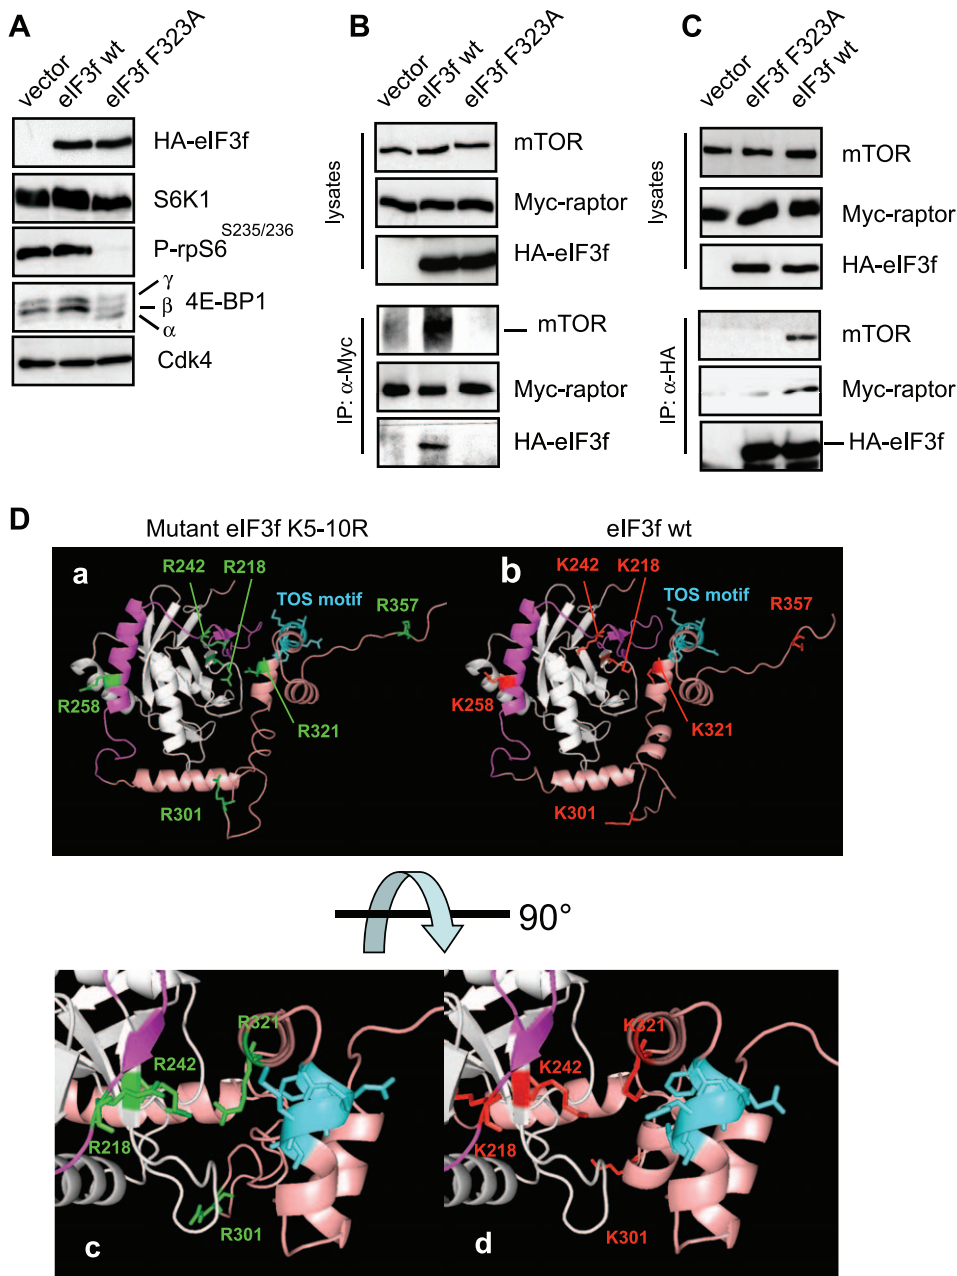 A
vector
eIF3f wt
eIF3f F323A
HA-eIF3f
S6K1
P-rpS6 S235/236
γ
β 4E-BP1
α
Cdk4
B
vector
eIF3f wt
eIF3f F323A
lysates
mTOR
Myc-raptor
HA-eIF3f
IP: α-Myc
mTOR
Myc-raptor
HA-eIF3f
C
vector
eIF3f F323A
eIF3f wt
lysates
mTOR
Myc-raptor
HA-eIF3f
IP: α-HA
mTOR
Myc-raptor
HA-eIF3f
D
Mutant eIF3f K5-10R
eIF3f wt
a
R242
R218
TOS motif
R357
R258
R321
R301
b
K242
K218
TOS motif
R357
K258
K321
K301
90°
R321
R242
R218
R301
c
K321
K242
K218
K301
d